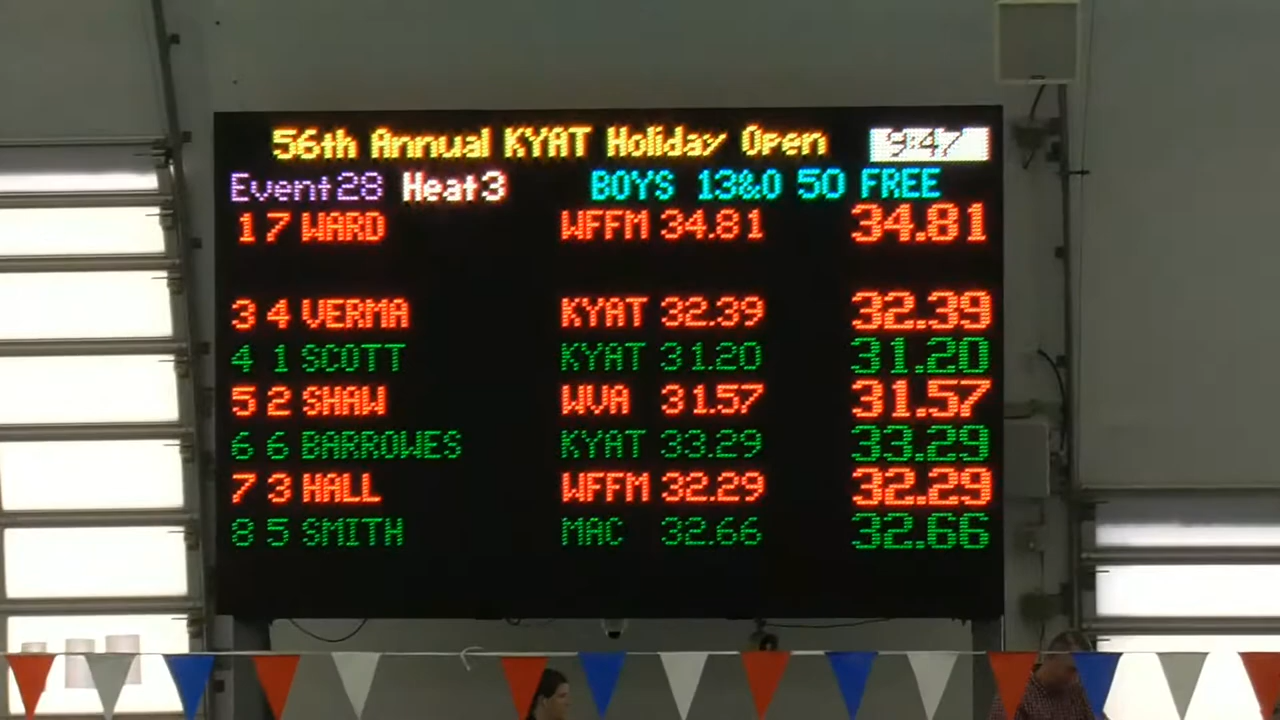 56th Annual KYAT Holiday Open 9:47
Event28 Heat3 BOYS 13&O 50 FREE
1 7 WARD WFFM 34.81 34.81
3 4 VERMA KYAT 32.39 32.39
4 1 SCOTT KYAT 31.20 31.20
5 2 SHAW WVA 31.57 31.57
6 6 BARROWES KYAT 33.29 33.29
7 3 HALL WFFM 32.29 32.29
8 5 SMITH MAC 32.66 32.66